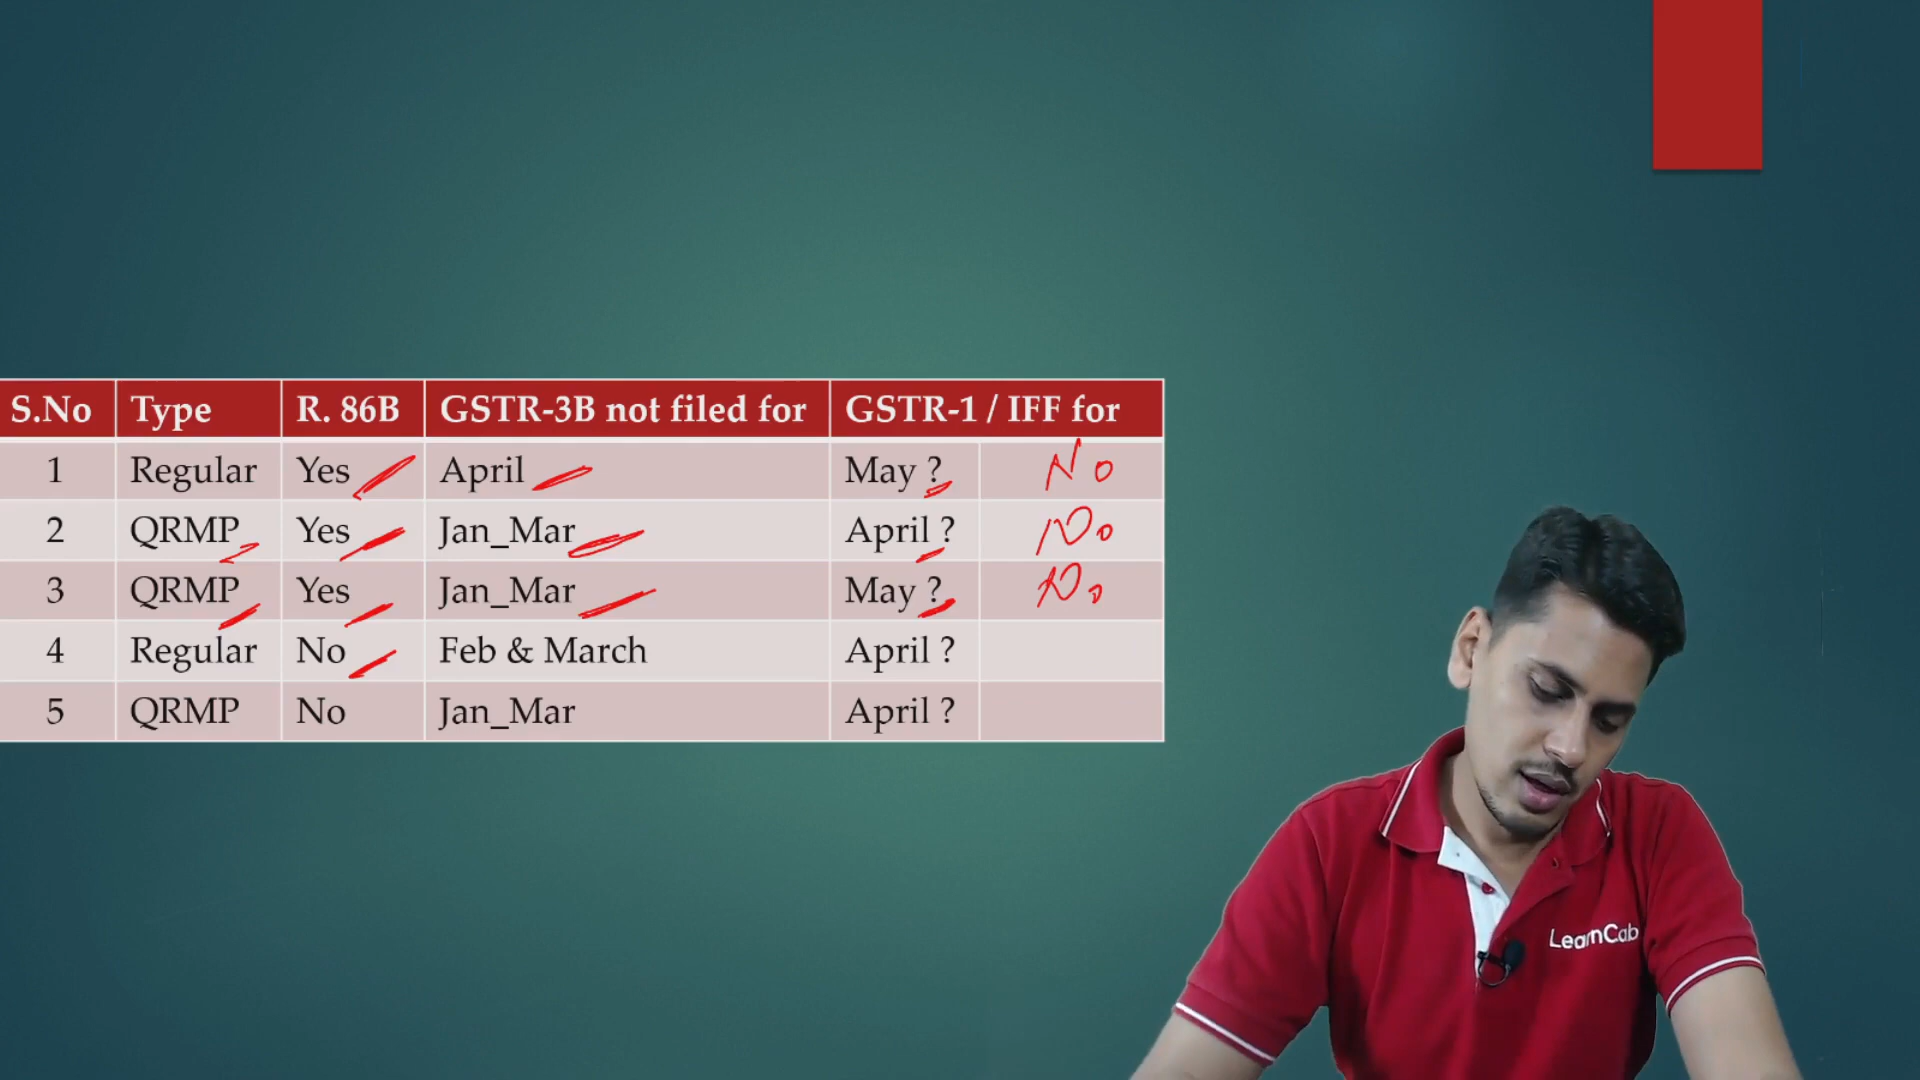 S.No Type R. 86B GSTR-3B not filed for GSTR-1 / IFF for
1 Regular Yes April May ? No
2 QRMP Yes Jan_Mar April ? No
3 QRMP Yes Jan_Mar May ? No
4 Regular No Feb & March April ?
5 QRMP No Jan_Mar April ?
LearnCab